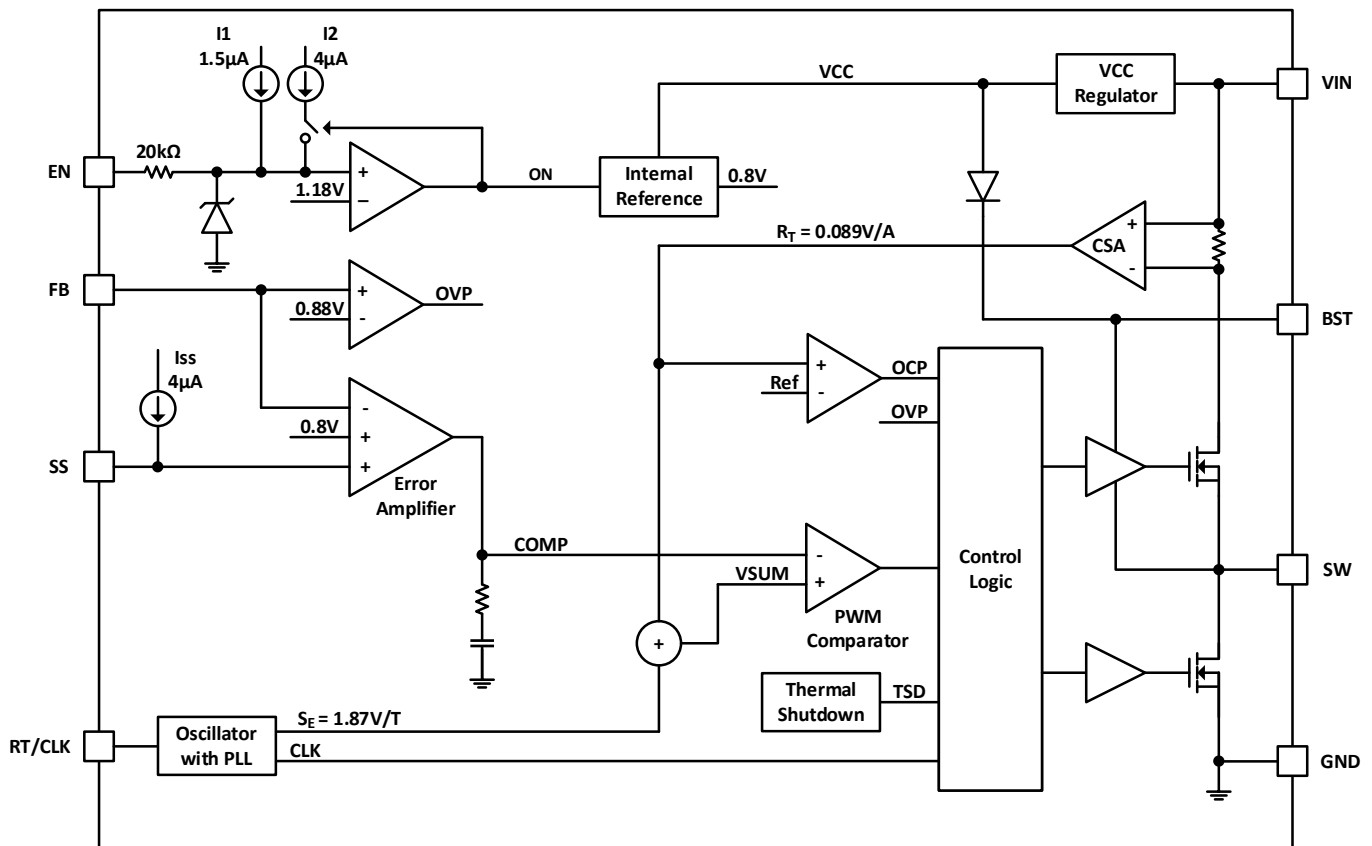 I1
1.5µA
I2
4µA
VCC
VCC
Regulator
VIN
EN
20kΩ
+
1.18V
−
ON
Internal
Reference
0.8V
RT = 0.089V/A
CSA
+
-
FB
+
0.88V
-
OVP
BST
Iss
4µA
+
Ref
-
OCP
OVP
-
0.8V
+
SS
+
Error
Amplifier
COMP
-
VSUM
+
PWM
Comparator
Control
Logic
SW
+
Thermal
Shutdown
TSD
SE = 1.87V/T
RT/CLK
Oscillator
with PLL
CLK
GND